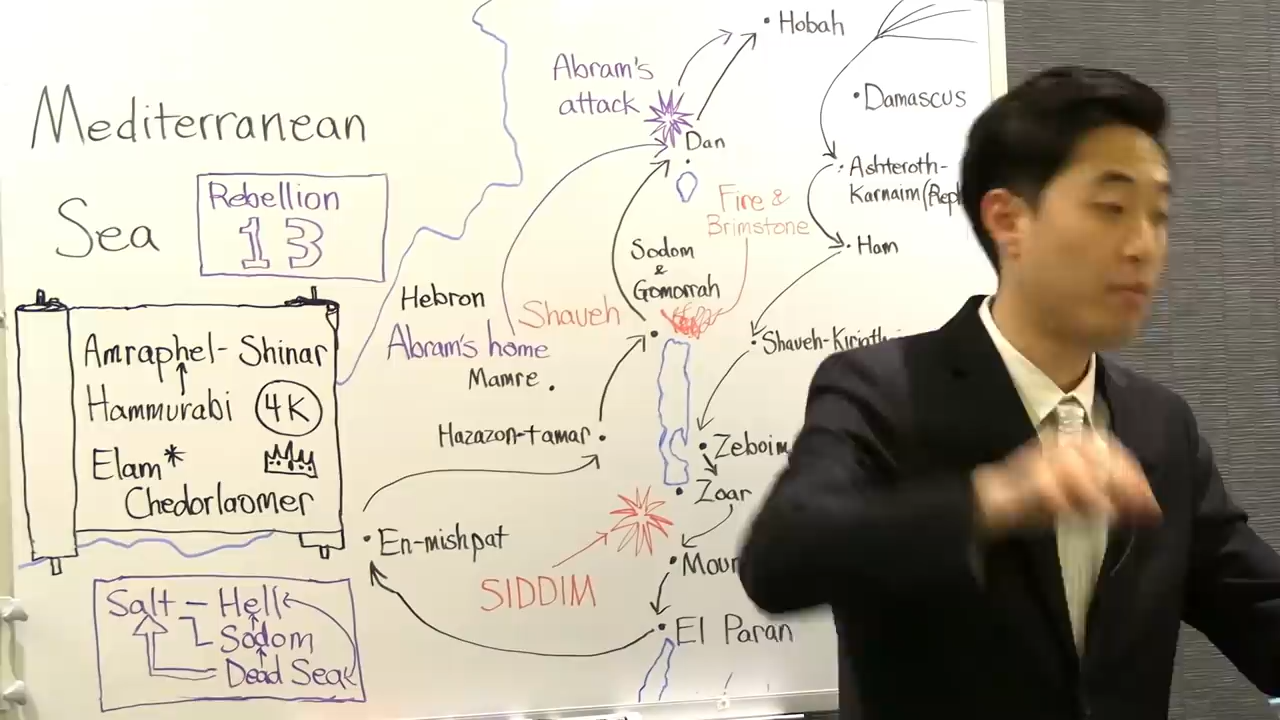 Mediterranean
Sea
Rebellion
13
Amraphel- Shinar
Hammurabi 4K
Elam*
Chedorlaomer
Salt - Hell
Sodom
Dead Sea
Abram's
attack
Hobah
Damascus
Dan
Ashteroth-
Karnaim
Fire &
Brimstone
Ham
Sodom
&
Gomorrah
Hebron
Abram's home
Shaveh
Mamre
Hazazon-tamar
Zeboim
Zoar
En-mishpat
SIDDIM
El Paran